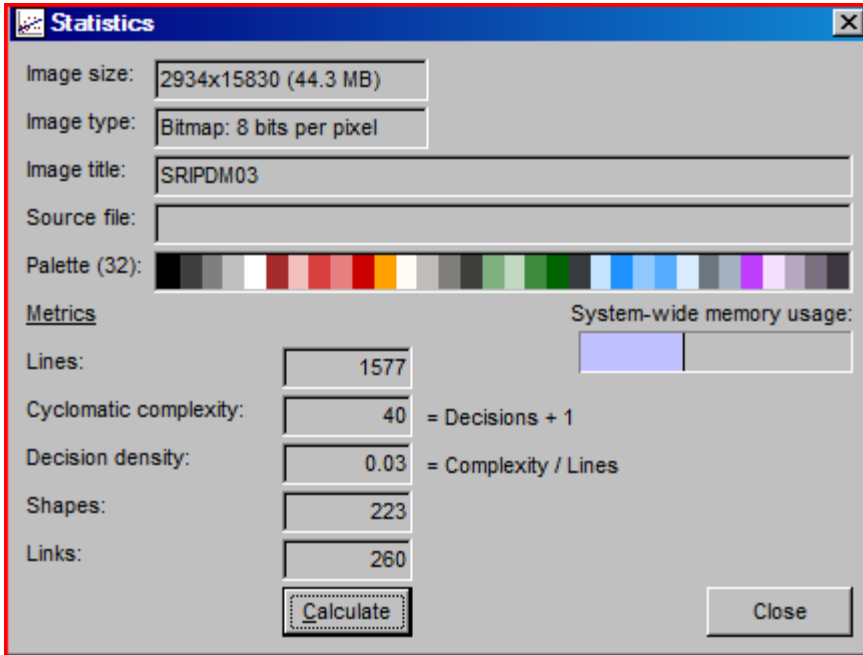 Statistics
Image size: 2934x15830 (44.3 MB)
Image type: Bitmap: 8 bits per pixel
Image title: SRIPDM03
Source file:
Palette (32):
Metrics
System-wide memory usage:
Lines: 1577
Cyclomatic complexity: 40 = Decisions + 1
Decision density: 0.03 = Complexity / Lines
Shapes: 223
Links: 260
Calculate
Close